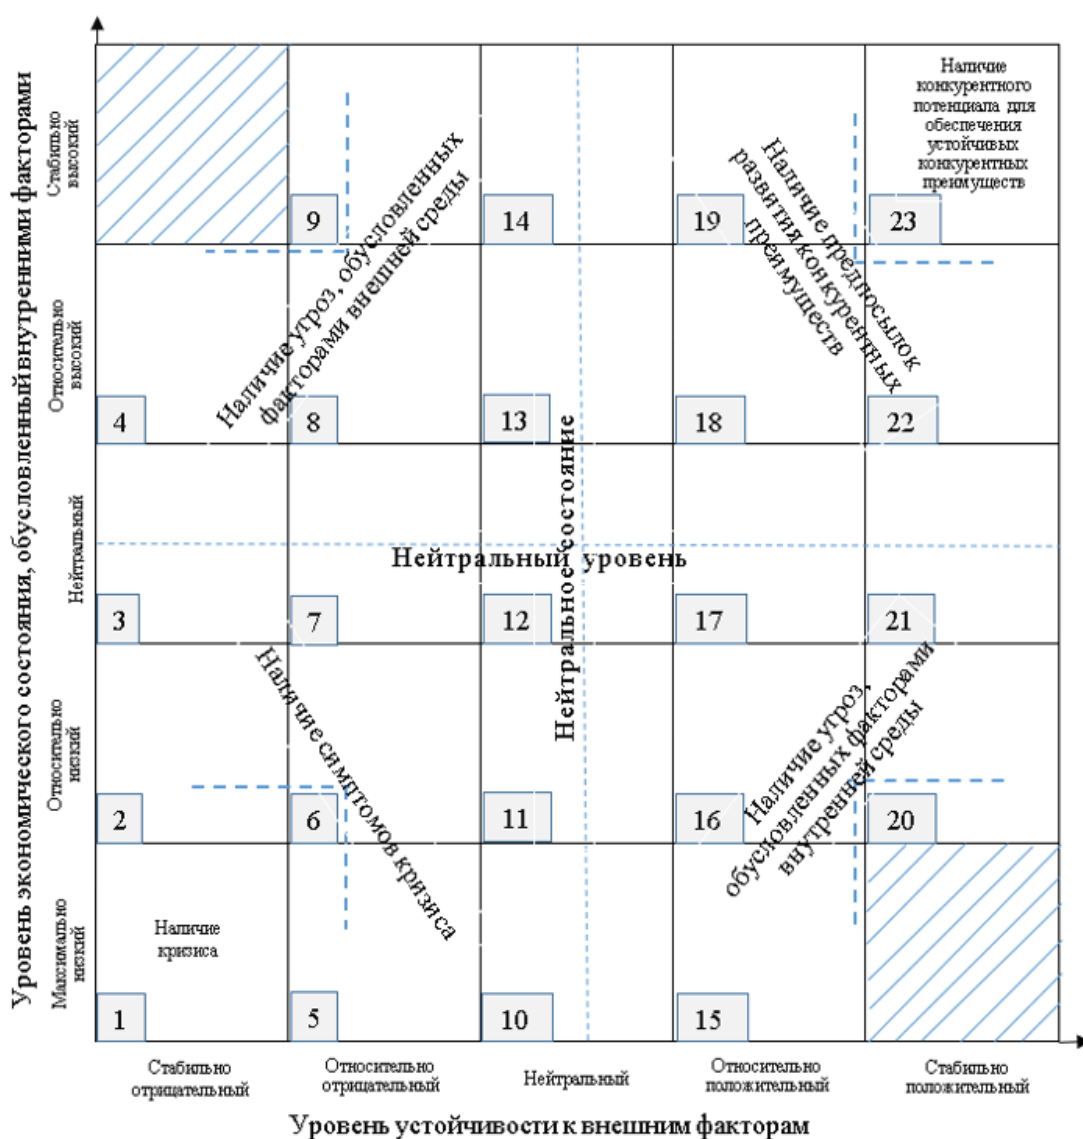 Уровень экономического состояния, обусловленный внутренними факторами
Стабильно
высокий
Относительно
высокий
Нейтральный
Относительно
низкий
Максимально
низкий
Наличие
конкурентного
потенциала для
обеспечения
устойчивых
конкурентных
преимуществ
9
14
19
23
Наличие угроз, обусловленных
факторами внешней среды
Наличие предпосылок
развития конкурентных
преимуществ
4
8
13
18
22
Нейтральный уровень
Нейтральное состояние
3
7
12
17
21
Наличие симптомов кризиса
Наличие угроз,
обусловленных факторами
внутренней среды
2
6
11
16
20
Наличие
кризиса
1
5
10
15
Стабильно
отрицательный
Относительно
отрицательный
Нейтральный
Относительно
положительный
Стабильно
положительный
Уровень устойчивости к внешним факторам